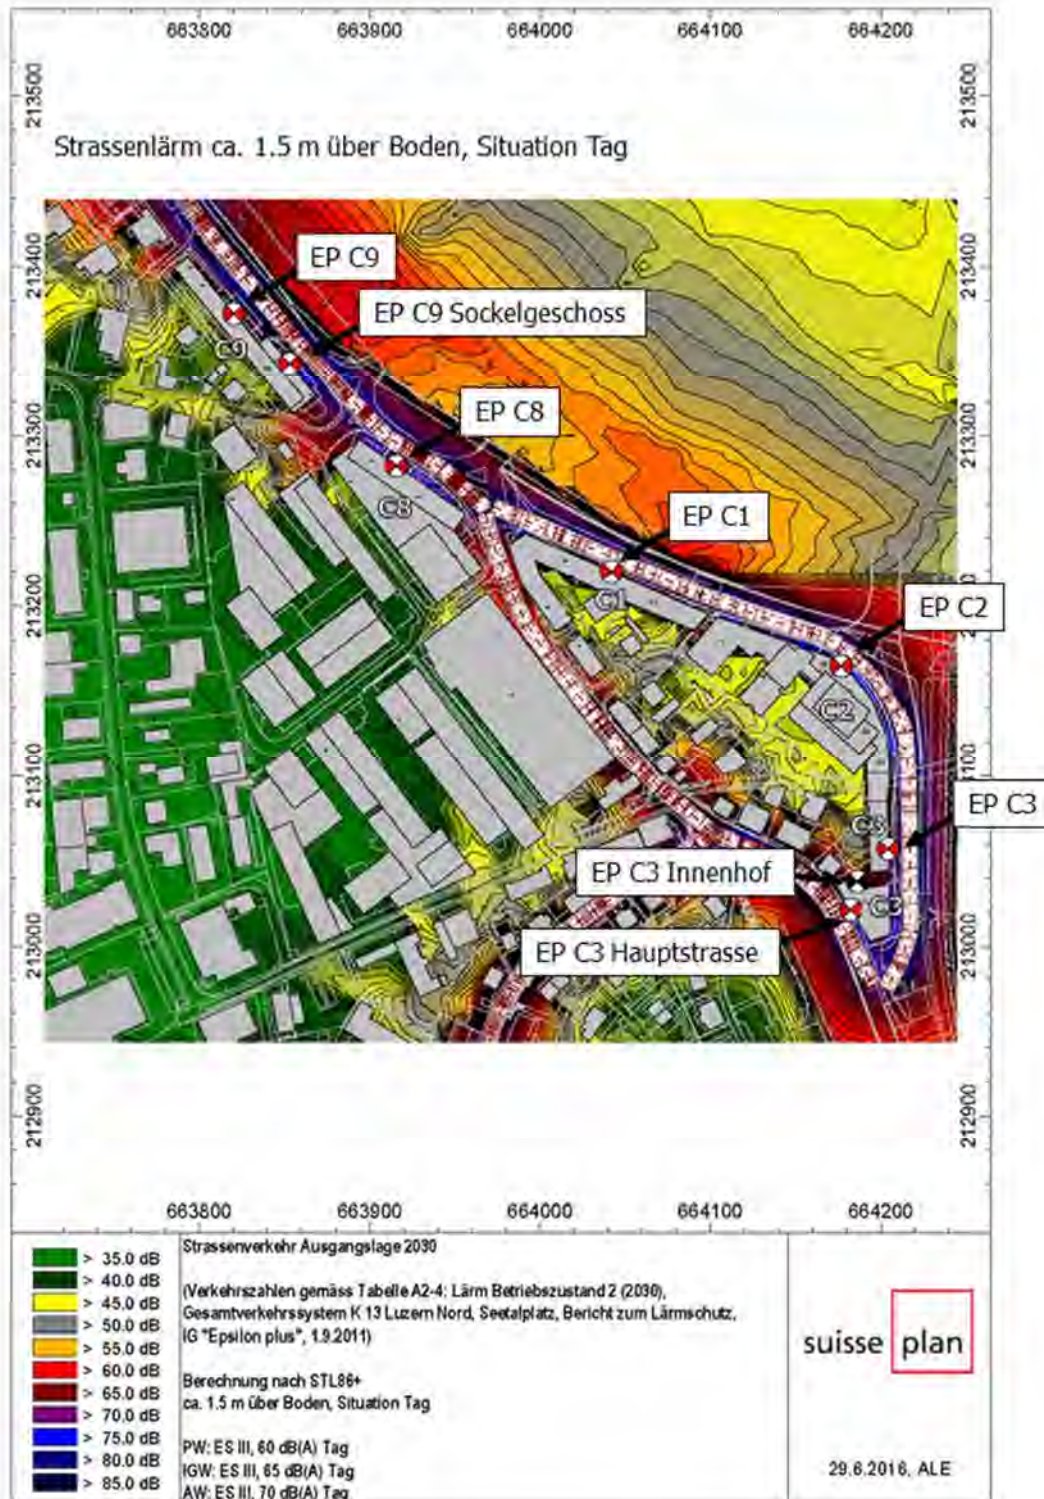 663800 663900 664000 664100 664200
213500 213500
Strassenlärm ca. 1.5 m über Boden, Situation Tag
213400 213400
EP C9
EP C9 Sockelgeschoss
C9
213300 213300
EP C8
C8
EP C1
C1
213200
EP C2
C2
213100
EP C3
C3
EP C3 Innenhof
C3
EP C3 Hauptstrasse
213000 213000
212900 212900
663800 663900 664000 664100 664200
> 35.0 dB
> 40.0 dB
> 45.0 dB
> 50.0 dB
> 55.0 dB
> 60.0 dB
> 65.0 dB
> 70.0 dB
> 75.0 dB
> 80.0 dB
> 85.0 dB
Strassenverkehr Ausgangslage 2030
(Verkehrszahlen gemäss Tabelle A2-4: Lärm Betriebszustand 2 (2030),
Gesamtverkehrssystem K 13 Luzern Nord, Seetalplatz, Bericht zum Lärmschutz,
IG "Epsilon plus", 1.9.2011)
Berechnung nach STL86+
ca. 1.5 m über Boden, Situation Tag
PW: ES III, 60 dB(A) Tag
IGW: ES III, 65 dB(A) Tag
AW: ES III, 70 dB(A) Tag
suisse plan
29.6.2016, ALE